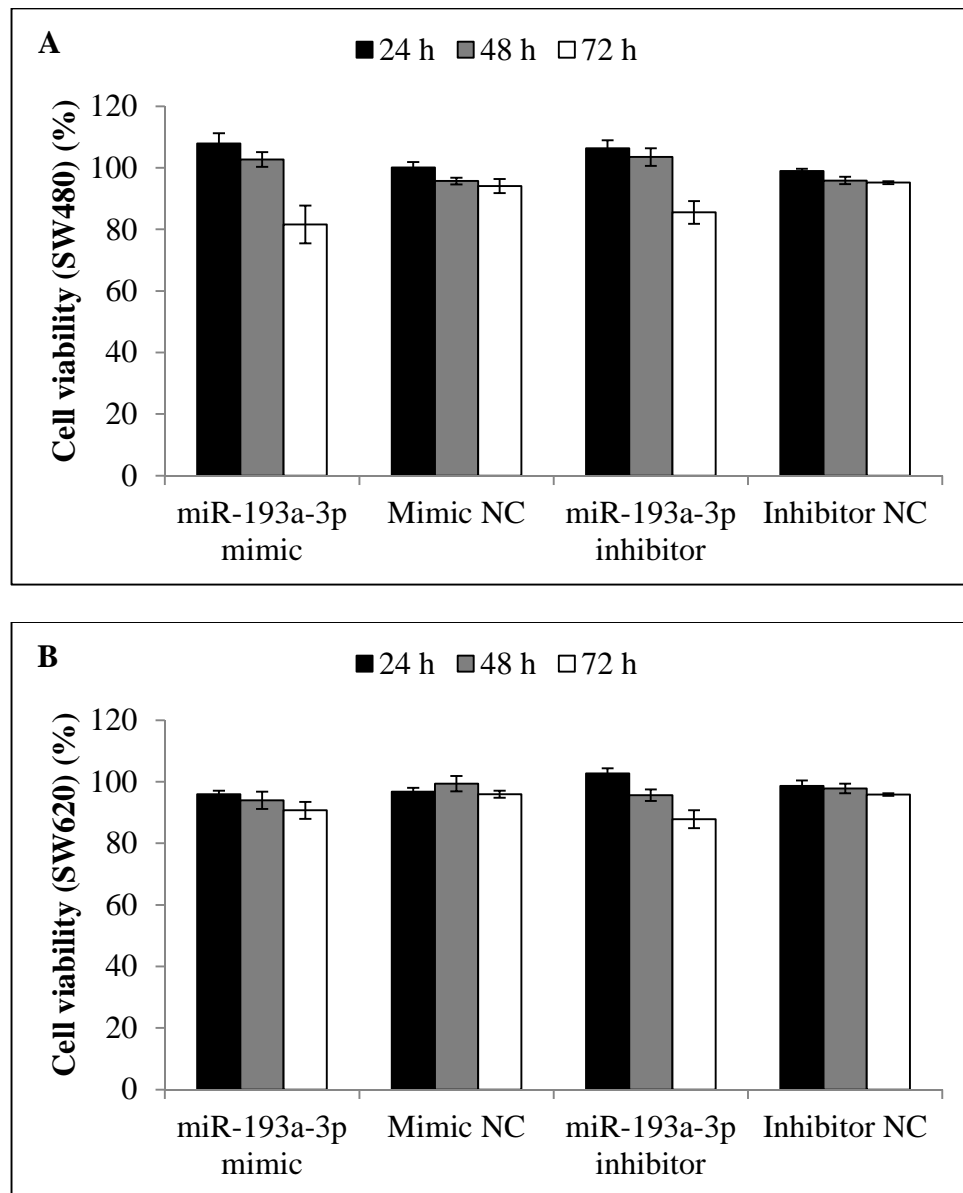 A
24 h 48 h 72 h
Cell viability (SW480) (%)
120
100
80
60
40
20
0
miR-193a-3p Mimic NC miR-193a-3p Inhibitor NC
mimic inhibitor
B
24 h 48 h 72 h
Cell viability (SW620) (%)
120
100
80
60
40
20
0
miR-193a-3p Mimic NC miR-193a-3p Inhibitor NC
mimic inhibitor